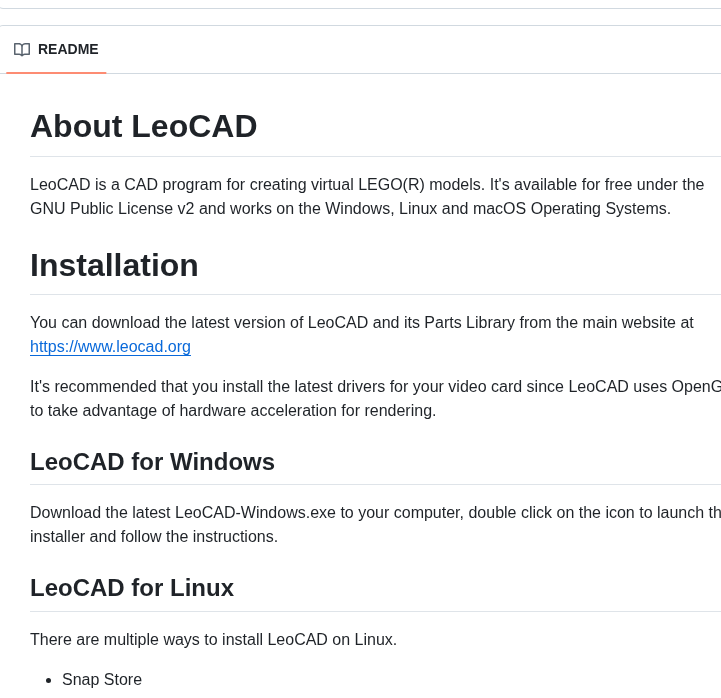 README
About LeoCAD
LeoCAD is a CAD program for creating virtual LEGO(R) models. It's available for free under the
GNU Public License v2 and works on the Windows, Linux and macOS Operating Systems.
Installation
You can download the latest version of LeoCAD and its Parts Library from the main website at
https://www.leocad.org
It's recommended that you install the latest drivers for your video card since LeoCAD uses OpenG
to take advantage of hardware acceleration for rendering.
LeoCAD for Windows
Download the latest LeoCAD-Windows.exe to your computer, double click on the icon to launch th
installer and follow the instructions.
LeoCAD for Linux
There are multiple ways to install LeoCAD on Linux.
• Snap Store